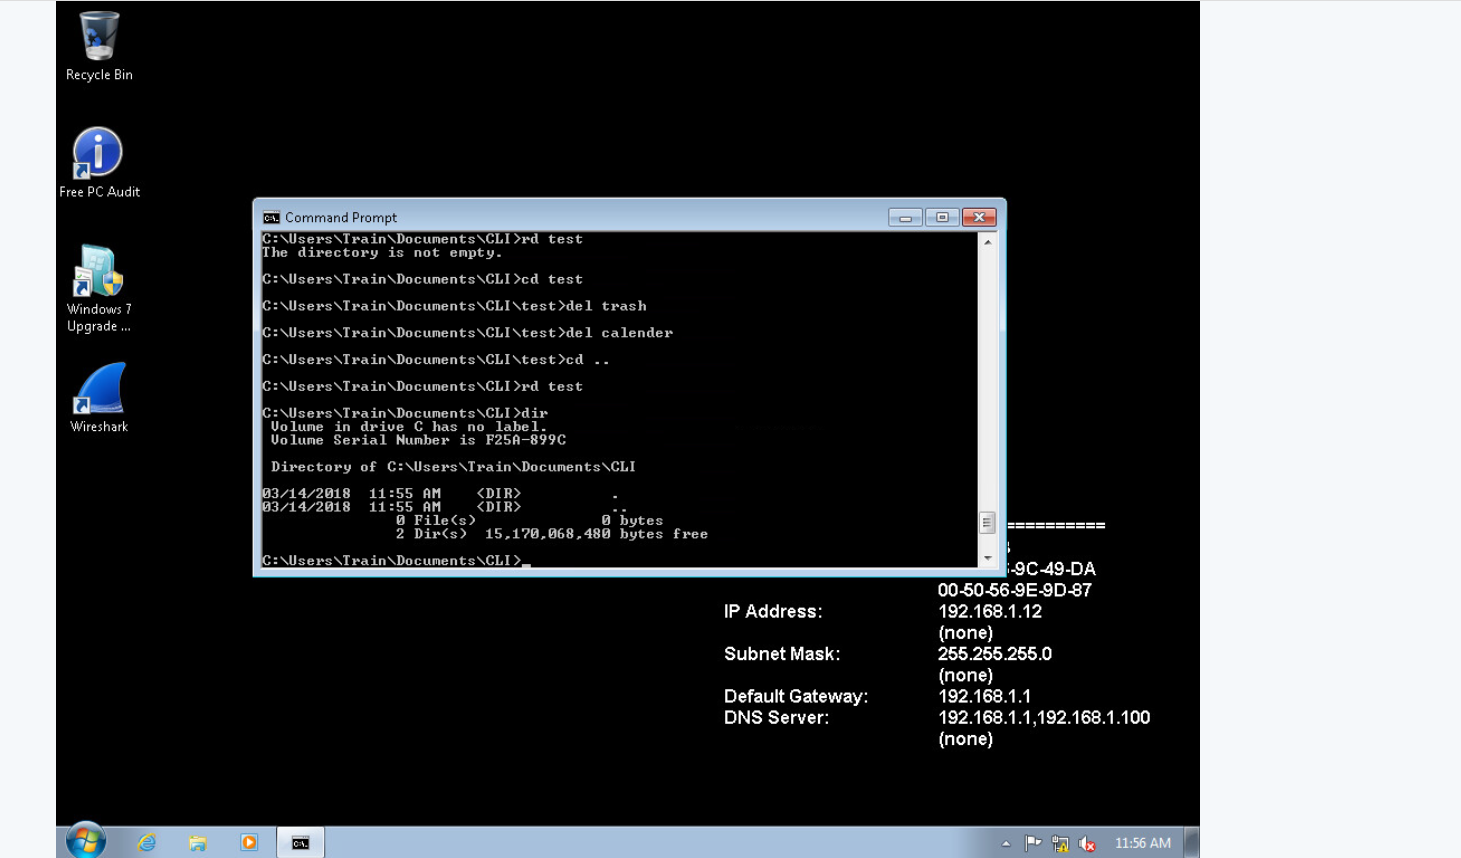 Recycle Bin
Free PC Audit
Windows 7
Upgrade ...
Wireshark
Command Prompt
C:\Users\Train\Documents\CLI>rd test
The directory is not empty.
C:\Users\Train\Documents\CLI>cd test
C:\Users\Train\Documents\CLI\test>del trash
C:\Users\Train\Documents\CLI\test>del calender
C:\Users\Train\Documents\CLI\test>cd ..
C:\Users\Train\Documents\CLI>rd test
C:\Users\Train\Documents\CLI>dir
Volume in drive C has no label.
Volume Serial Number is F25A-899C
Directory of C:\Users\Train\Documents\CLI
03/14/2018 11:55 AM <DIR> .
03/14/2018 11:55 AM <DIR> ..
0 File(s) 0 bytes
2 Dir(s) 15,170,068,480 bytes free
C:\Users\Train\Documents\CLI>_
===========
-9C-49-DA
00-50-56-9E-9D-87
IP Address: 192.168.1.12
(none)
Subnet Mask: 255.255.255.0
(none)
Default Gateway: 192.168.1.1
DNS Server: 192.168.1.1,192.168.1.100
(none)
C:\.
11:56 AM